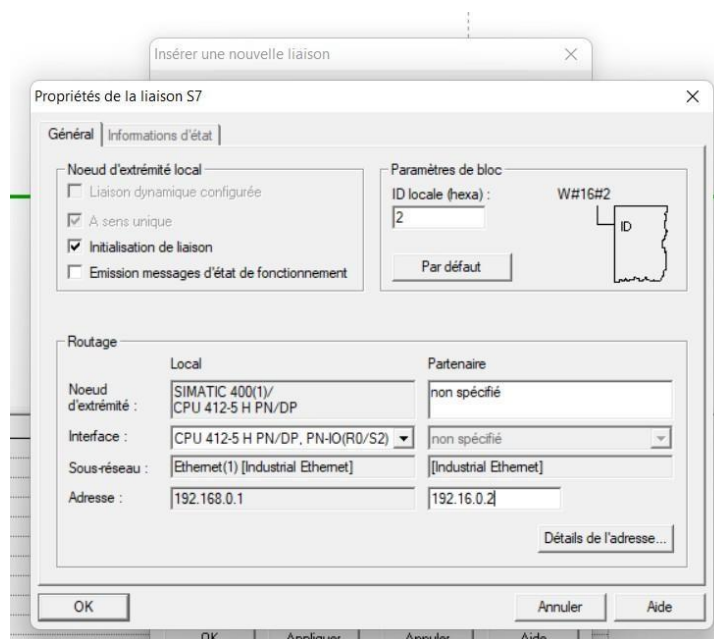 Insérer une nouvelle liaison
Propriétés de la liaison S7
Général
Informations d'état
Noeud d'extrémité local
Liaison dynamique configurée
A sens unique
Initialisation de liaison
Emission messages d'état de fonctionnement
Paramètres de bloc
ID locale (hexa) :
W#16#2
2
ID
Par défaut
Routage
Local
Partenaire
Noeud
d'extrémité :
SIMATIC 400(1)/
CPU 412-5 H PN/DP
non spécifié
Interface :
CPU 412-5 H PN/DP, PN-IO(R0/S2)
non spécifié
Sous-réseau :
Ethernet(1) [Industrial Ethernet]
[Industrial Ethernet]
Adresse :
192.168.0.1
192.16.0.2
Détails de l'adresse...
OK
Annuler
Aide
OK
Appliquer
Annuler
Aide